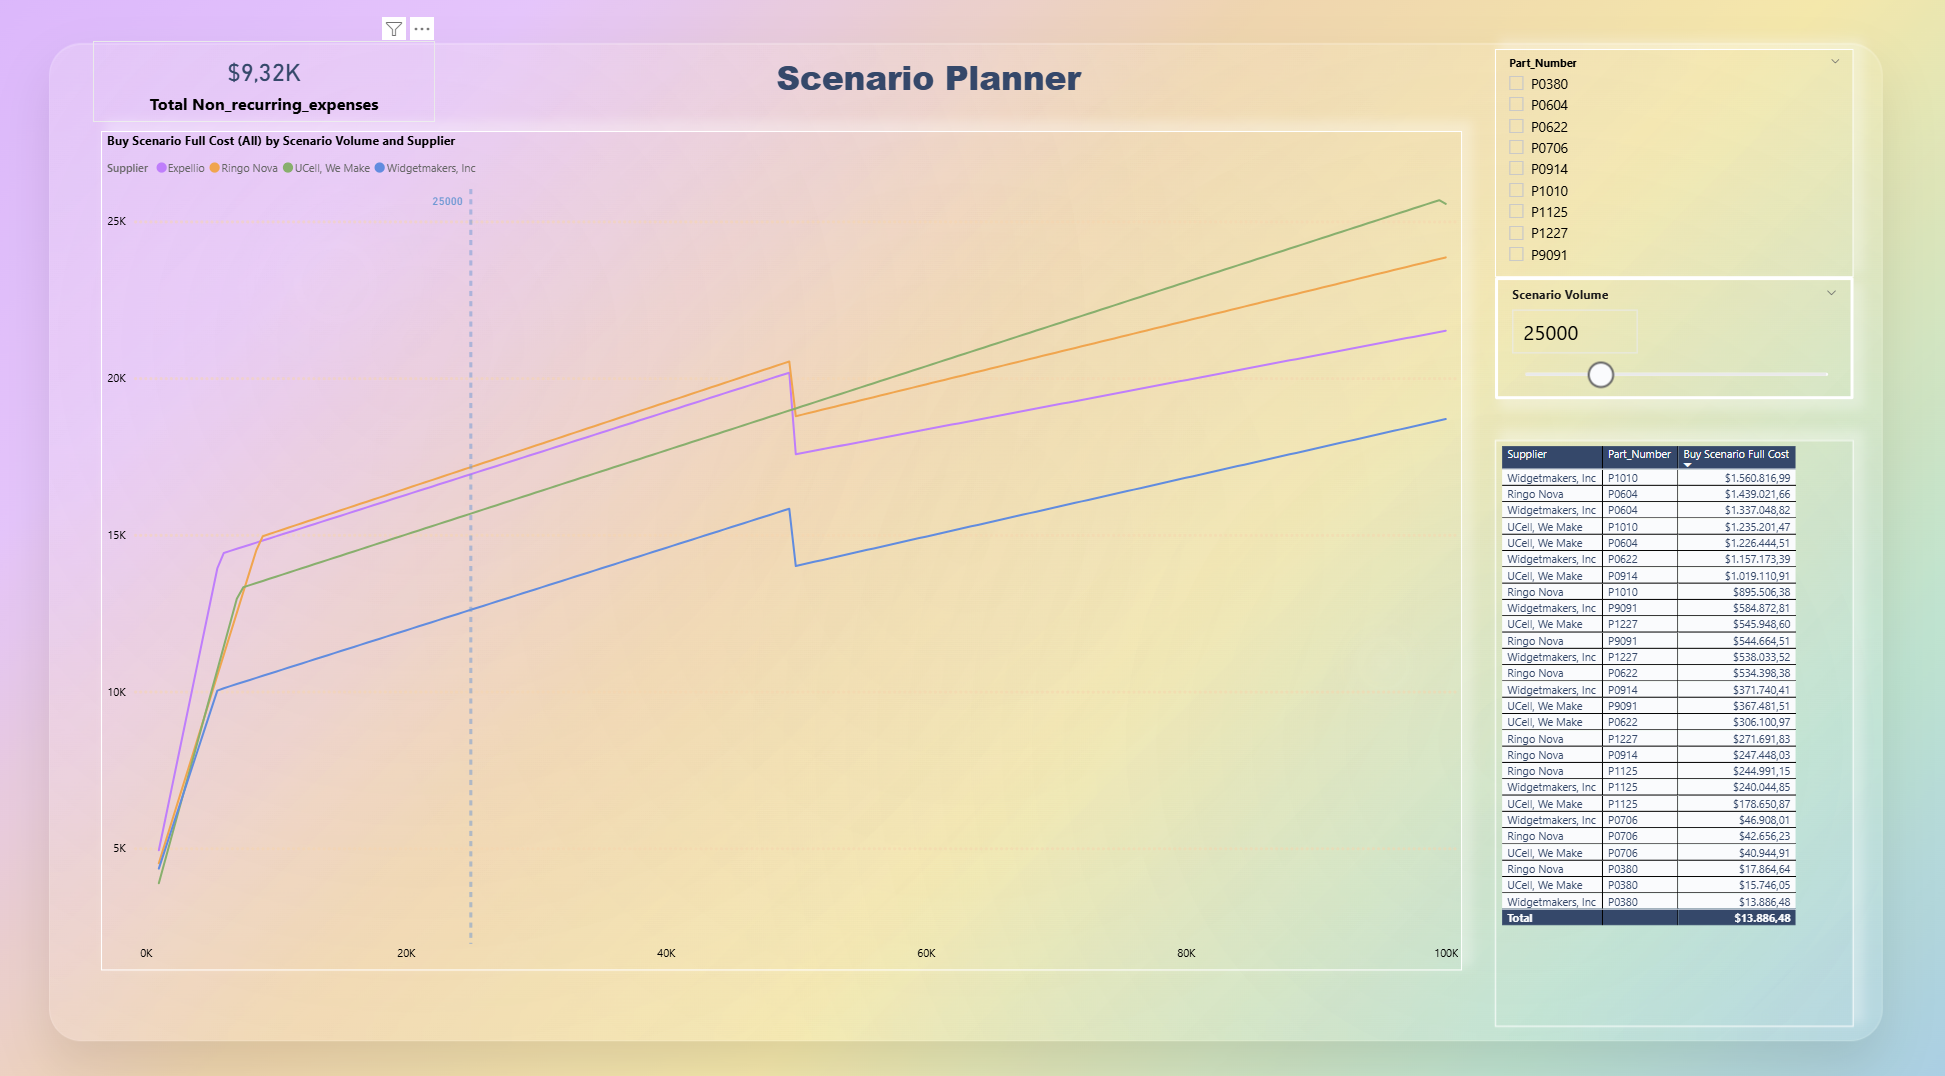 $9,32K
Total Non_recurring_expenses
Scenario Planner
Buy Scenario Full Cost (All) by Scenario Volume and Supplier
Supplier Expellio Ringo Nova UCell, We Make Widgetmakers, Inc
25000
25K
20K
15K
10K
5K
0K 20K 40K 60K 80K 100K
Part_Number
P0380
P0604
P0622
P0706
P0914
P1010
P1125
P1227
P9091
Scenario Volume
25000
Supplier Part_Number Buy Scenario Full Cost
Widgetmakers, Inc P1010 $1.560.816,99
Ringo Nova P0604 $1.439.021,66
Widgetmakers, Inc P0604 $1.337.048,82
UCell, We Make P1010 $1.235.201,47
UCell, We Make P0604 $1.226.444,51
Widgetmakers, Inc P0622 $1.157.173,39
UCell, We Make P0914 $1.019.110,91
Ringo Nova P1010 $895.506,38
Widgetmakers, Inc P9091 $584.872,81
UCell, We Make P1227 $545.948,60
Ringo Nova P9091 $544.664,51
Widgetmakers, Inc P1227 $538.033,52
Ringo Nova P0622 $534.398,38
Widgetmakers, Inc P0914 $371.740,41
UCell, We Make P9091 $367.481,51
UCell, We Make P0622 $306.100,97
Ringo Nova P1227 $271.691,83
Ringo Nova P0914 $247.448,03
Ringo Nova P1125 $244.991,15
Widgetmakers, Inc P1125 $240.044,85
UCell, We Make P1125 $178.650,87
Widgetmakers, Inc P0706 $46.908,01
Ringo Nova P0706 $42.656,23
UCell, We Make P0706 $40.944,91
Ringo Nova P0380 $17.864,64
UCell, We Make P0380 $15.746,05
Widgetmakers, Inc P0380 $13.886,48
Total $13.886,48